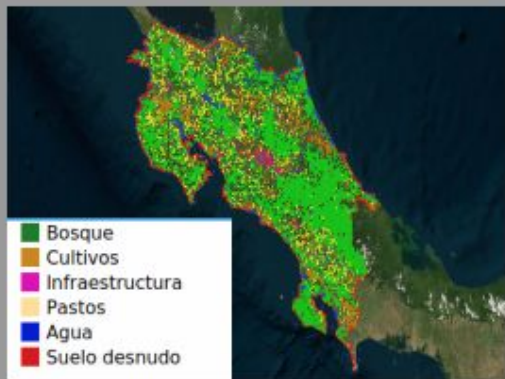 Bosque
Cultivos
Infraestructura
Pastos
Agua
Suelo desnudo